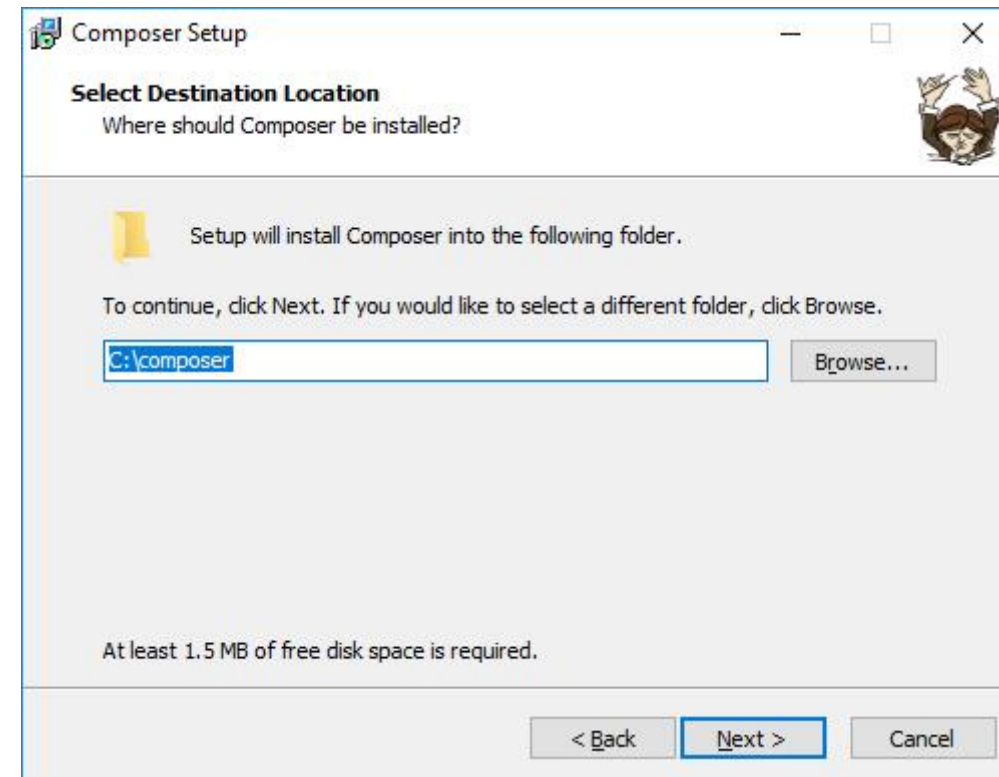 Composer Setup
Select Destination Location
Where should Composer be installed?
Setup will install Composer into the following folder.
To continue, click Next. If you would like to select a different folder, click Browse.
C:\composer
Browse...
At least 1.5 MB of free disk space is required.
< Back
Next >
Cancel